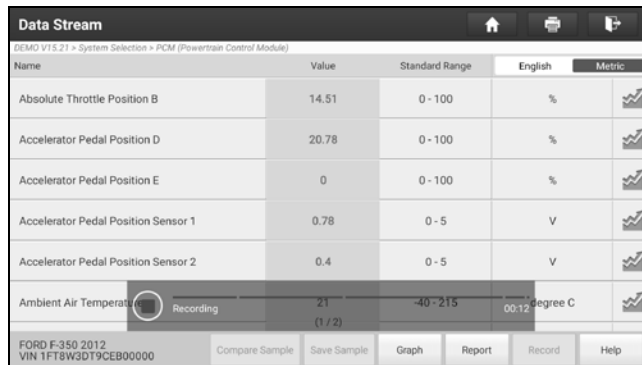 Data Stream
DEMO V15.21 > System Selection > PCM (Powertrain Control Module)
Name Value Standard Range English Metric
Absolute Throttle Position B 14.51 0 - 100 %
Accelerator Pedal Position D 20.78 0 - 100 %
Accelerator Pedal Position E 0 0 - 100 %
Accelerator Pedal Position Sensor 1 0.78 0 - 5 V
Accelerator Pedal Position Sensor 2 0.4 0 - 5 V
Ambient Air Temperature 21 -40 - 215 degree C
Recording 00:12
(1 / 2)
FORD F-350 2012
VIN 1FT8W3DT9CEB00000
Compare Sample Save Sample Graph Report Record Help